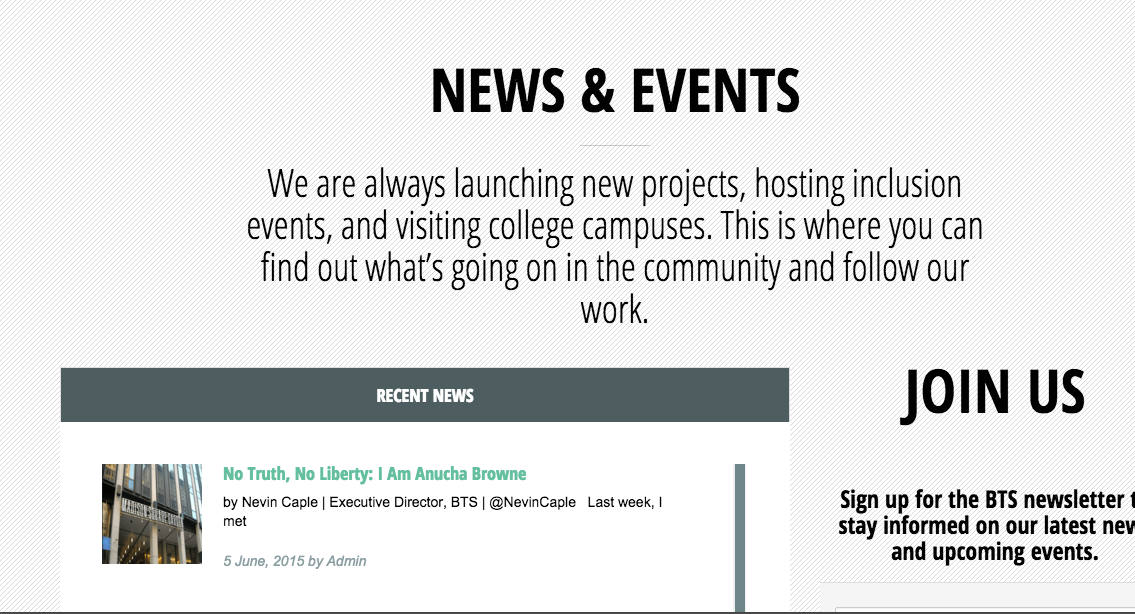 NEWS & EVENTS
We are always launching new projects, hosting inclusion
events, and visiting college campuses. This is where you can
find out what’s going on in the community and follow our
work.
RECENT NEWS
No Truth, No Liberty: I Am Anucha Browne
by Nevin Caple | Executive Director, BTS | @NevinCaple   Last week, I
met
5 June, 2015 by Admin
MADISON SQUARE GARDEN
JOIN US
Sign up for the BTS newsletter
stay informed on our latest
and upcoming events.